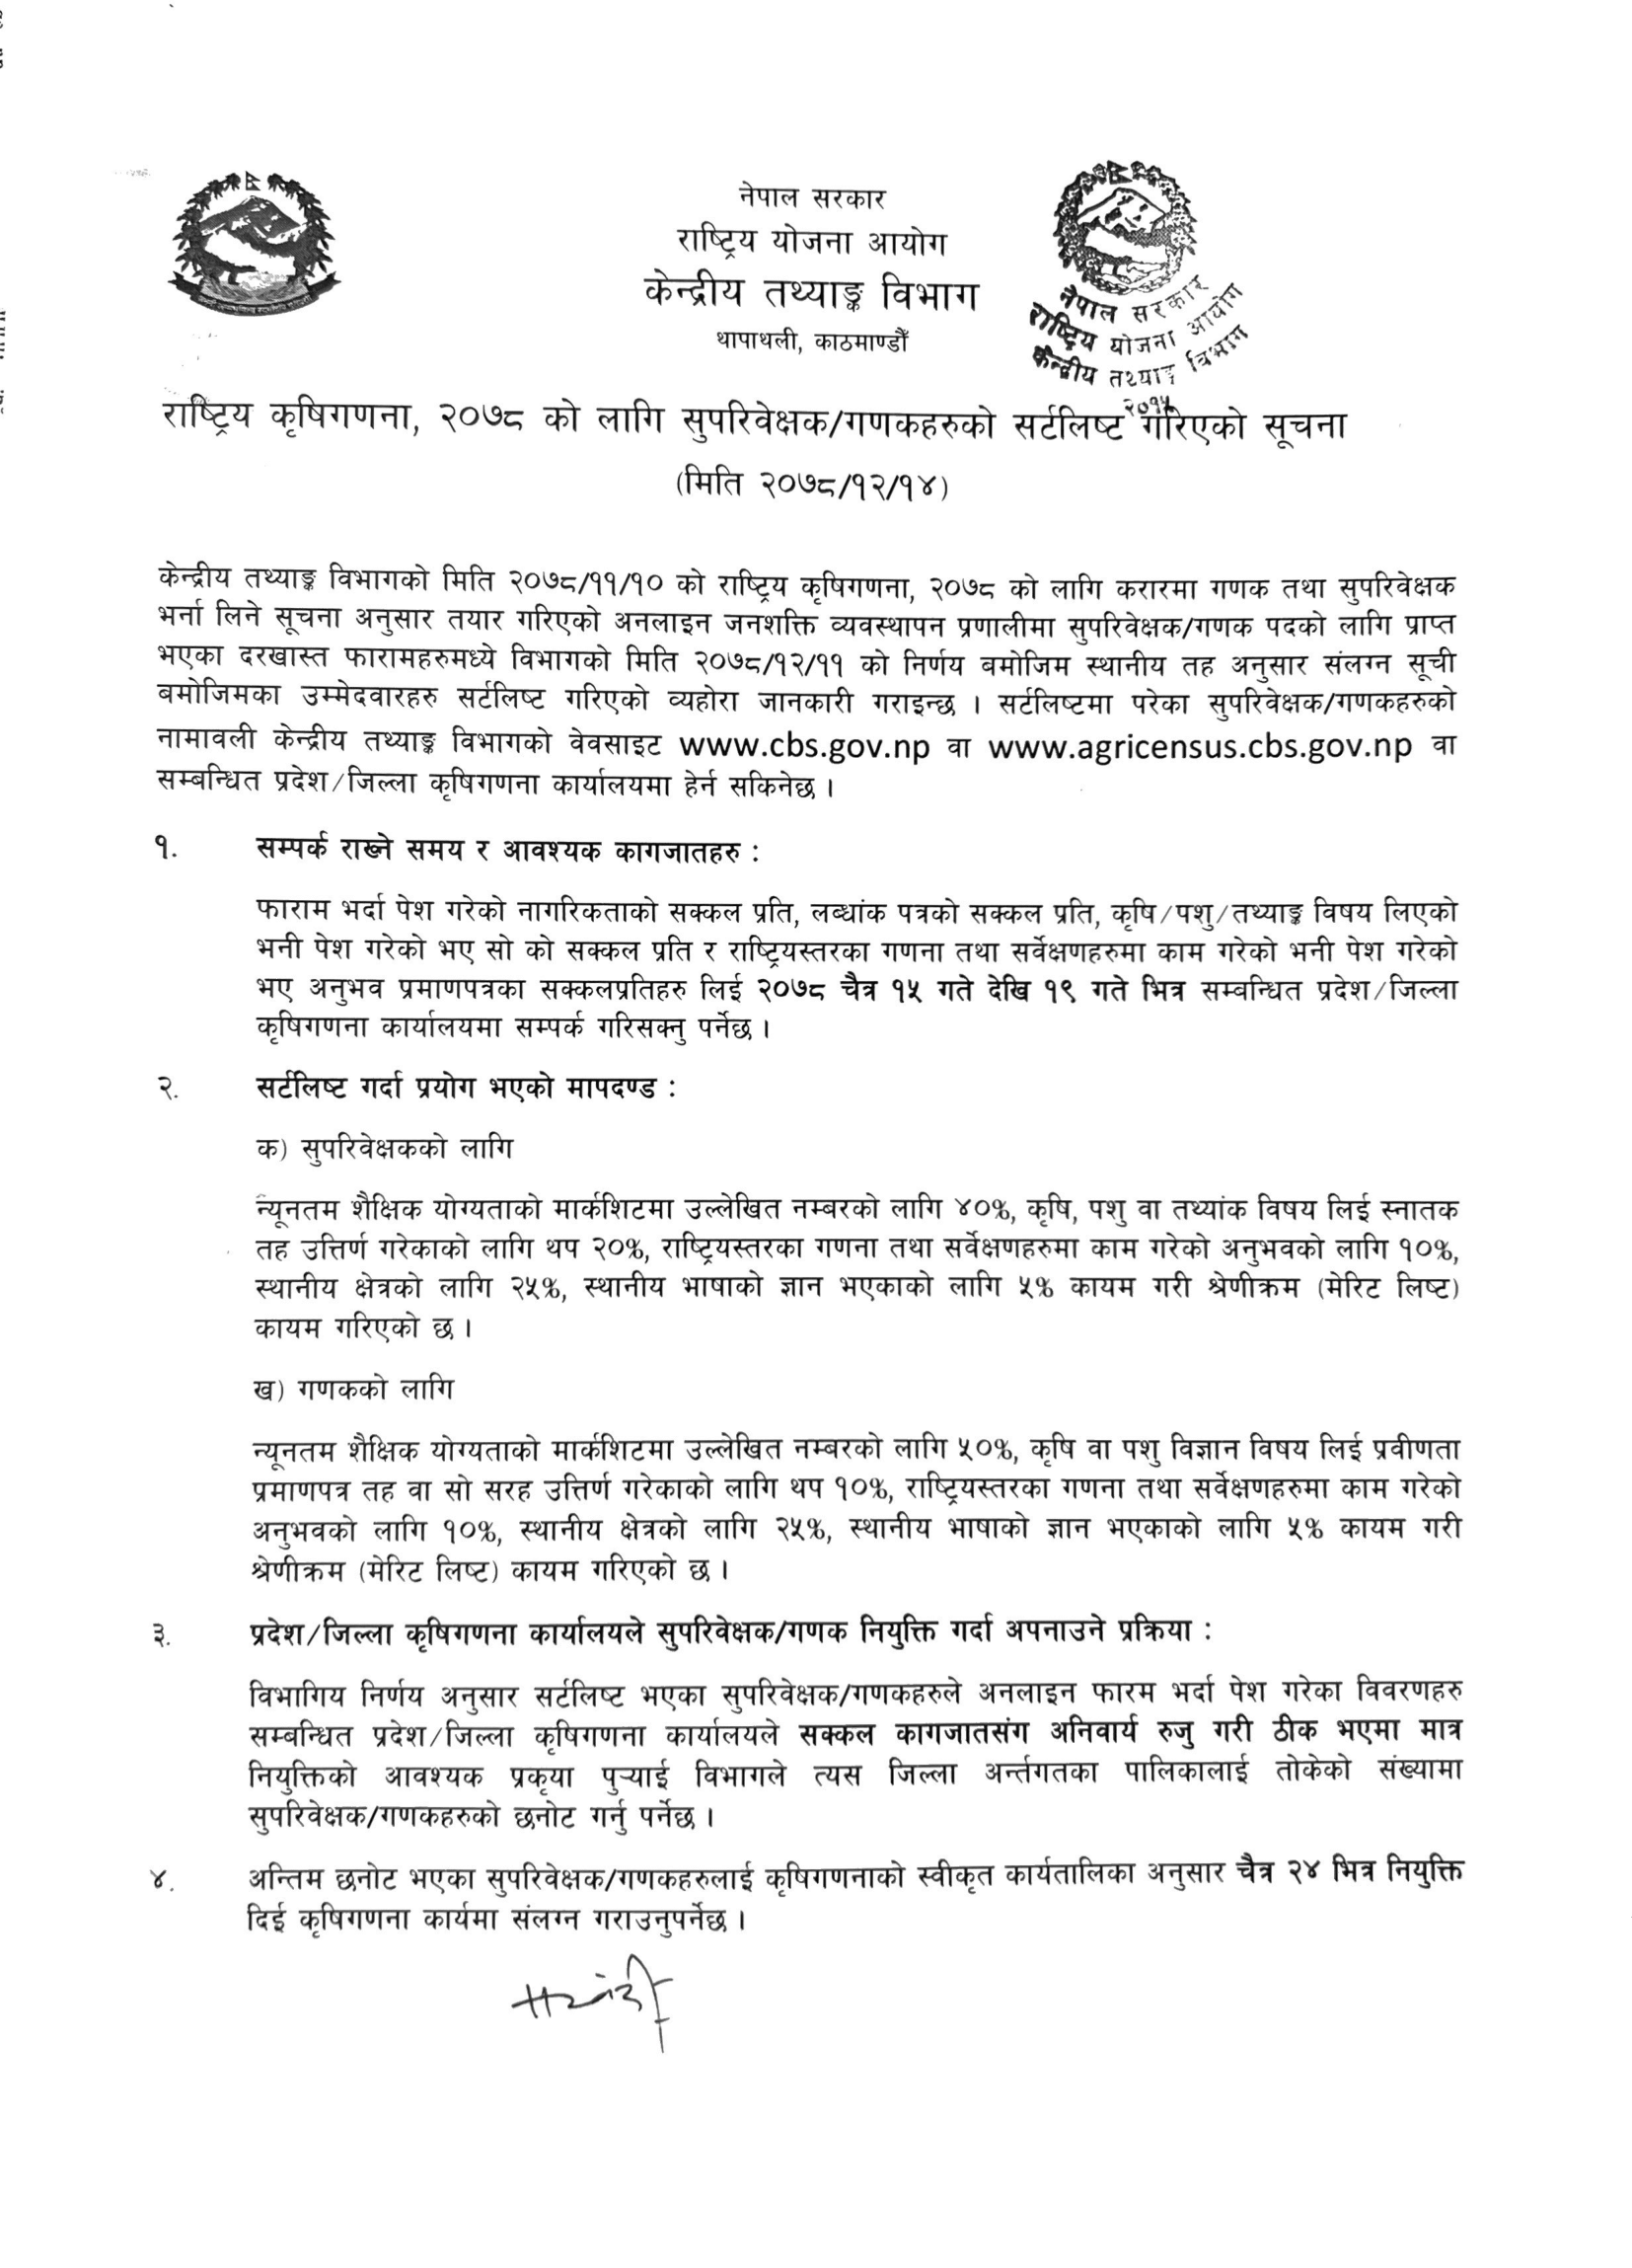 नेपाल सरकार
राष्ट्रिय योजना आयोग
केन्द्रीय तथ्याङ्क विभाग
थापाथली, काठमाण्डौँ
नेपाल सरकार
राष्ट्रिय योजना आयोग
केन्द्रीय तथ्याङ्क विभाग
२०१५
राष्ट्रिय कृषिगणना, २०७८ को लागि सुपरिवेक्षक/गणकहरुको सर्टलिष्ट गरिएको सूचना
(मिति २०७८/१२/१४)
केन्द्रीय तथ्याङ्क विभागको मिति २०७८/११/१० को राष्ट्रिय कृषिगणना, २०७८ को लागि करारमा गणक तथा सुपरिवेक्षक
भर्ना लिने सूचना अनुसार तयार गरिएको अनलाइन जनशक्ति व्यवस्थापन प्रणालीमा सुपरिवेक्षक/गणक पदको लागि प्राप्त
भएका दरखास्त फारामहरुमध्ये विभागको मिति २०७८/१२/११ को निर्णय बमोजिम स्थानीय तह अनुसार संलग्न सूची
बमोजिमका उम्मेदवारहरु सर्टलिष्ट गरिएको व्यहोरा जानकारी गराइन्छ । सर्टलिष्टमा परेका सुपरिवेक्षक/गणकहरुको
नामावली केन्द्रीय तथ्याङ्क विभागको वेवसाइट www.cbs.gov.np वा www.agricensus.cbs.gov.np वा
सम्बन्धित प्रदेश/जिल्ला कृषिगणना कार्यालयमा हेर्न सकिनेछ ।
१. सम्पर्क राख्ने समय र आवश्यक कागजातहरु :
फाराम भर्दा पेश गरेको नागरिकताको सक्कल प्रति, लब्धांक पत्रको सक्कल प्रति, कृषि/पशु/तथ्याङ्क विषय लिएको
भनी पेश गरेको भए सो को सक्कल प्रति र राष्ट्रियस्तरका गणना तथा सर्वेक्षणहरुमा काम गरेको भनी पेश गरेको
भए अनुभव प्रमाणपत्रका सक्कलप्रतिहरु लिई २०७८ चैत्र १५ गते देखि १९ गते भित्र सम्बन्धित प्रदेश/जिल्ला
कृषिगणना कार्यालयमा सम्पर्क गरिसक्नु पर्नेछ ।
२. सर्टलिष्ट गर्दा प्रयोग भएको मापदण्ड :
क) सुपरिवेक्षकको लागि
न्यूनतम शैक्षिक योग्यताको मार्कशिटमा उल्लेखित नम्बरको लागि ४०%, कृषि, पशु वा तथ्यांक विषय लिई स्नातक
तह उत्तिर्ण गरेकाको लागि थप २०%, राष्ट्रियस्तरका गणना तथा सर्वेक्षणहरुमा काम गरेको अनुभवको लागि १०%,
स्थानीय क्षेत्रको लागि २५%, स्थानीय भाषाको ज्ञान भएकाको लागि ५% कायम गरी श्रेणीक्रम (मेरिट लिष्ट)
कायम गरिएको छ ।
ख) गणकको लागि
न्यूनतम शैक्षिक योग्यताको मार्कशिटमा उल्लेखित नम्बरको लागि ५०%, कृषि वा पशु विज्ञान विषय लिई प्रवीणता
प्रमाणपत्र तह वा सो सरह उत्तिर्ण गरेकाको लागि थप १०%, राष्ट्रियस्तरका गणना तथा सर्वेक्षणहरुमा काम गरेको
अनुभवको लागि १०%, स्थानीय क्षेत्रको लागि २५%, स्थानीय भाषाको ज्ञान भएकाको लागि ५% कायम गरी
श्रेणीक्रम (मेरिट लिष्ट) कायम गरिएको छ ।
३. प्रदेश/जिल्ला कृषिगणना कार्यालयले सुपरिवेक्षक/गणक नियुक्ति गर्दा अपनाउने प्रक्रिया :
विभागिय निर्णय अनुसार सर्टलिष्ट भएका सुपरिवेक्षक/गणकहरुले अनलाइन फारम भर्दा पेश गरेका विवरणहरु
सम्बन्धित प्रदेश/जिल्ला कृषिगणना कार्यालयले सक्कल कागजातसंग अनिवार्य रुजु गरी ठीक भएमा मात्र
नियुक्तिको आवश्यक प्रकृया पुऱ्याई विभागले त्यस जिल्ला अर्न्तगतका पालिकालाई तोकेको संख्यामा
सुपरिवेक्षक/गणकहरुको छनोट गर्नु पर्नेछ ।
४. अन्तिम छनोट भएका सुपरिवेक्षक/गणकहरुलाई कृषिगणनाको स्वीकृत कार्यतालिका अनुसार चैत्र २४ भित्र नियुक्ति
दिई कृषिगणना कार्यमा संलग्न गराउनुपर्नेछ ।